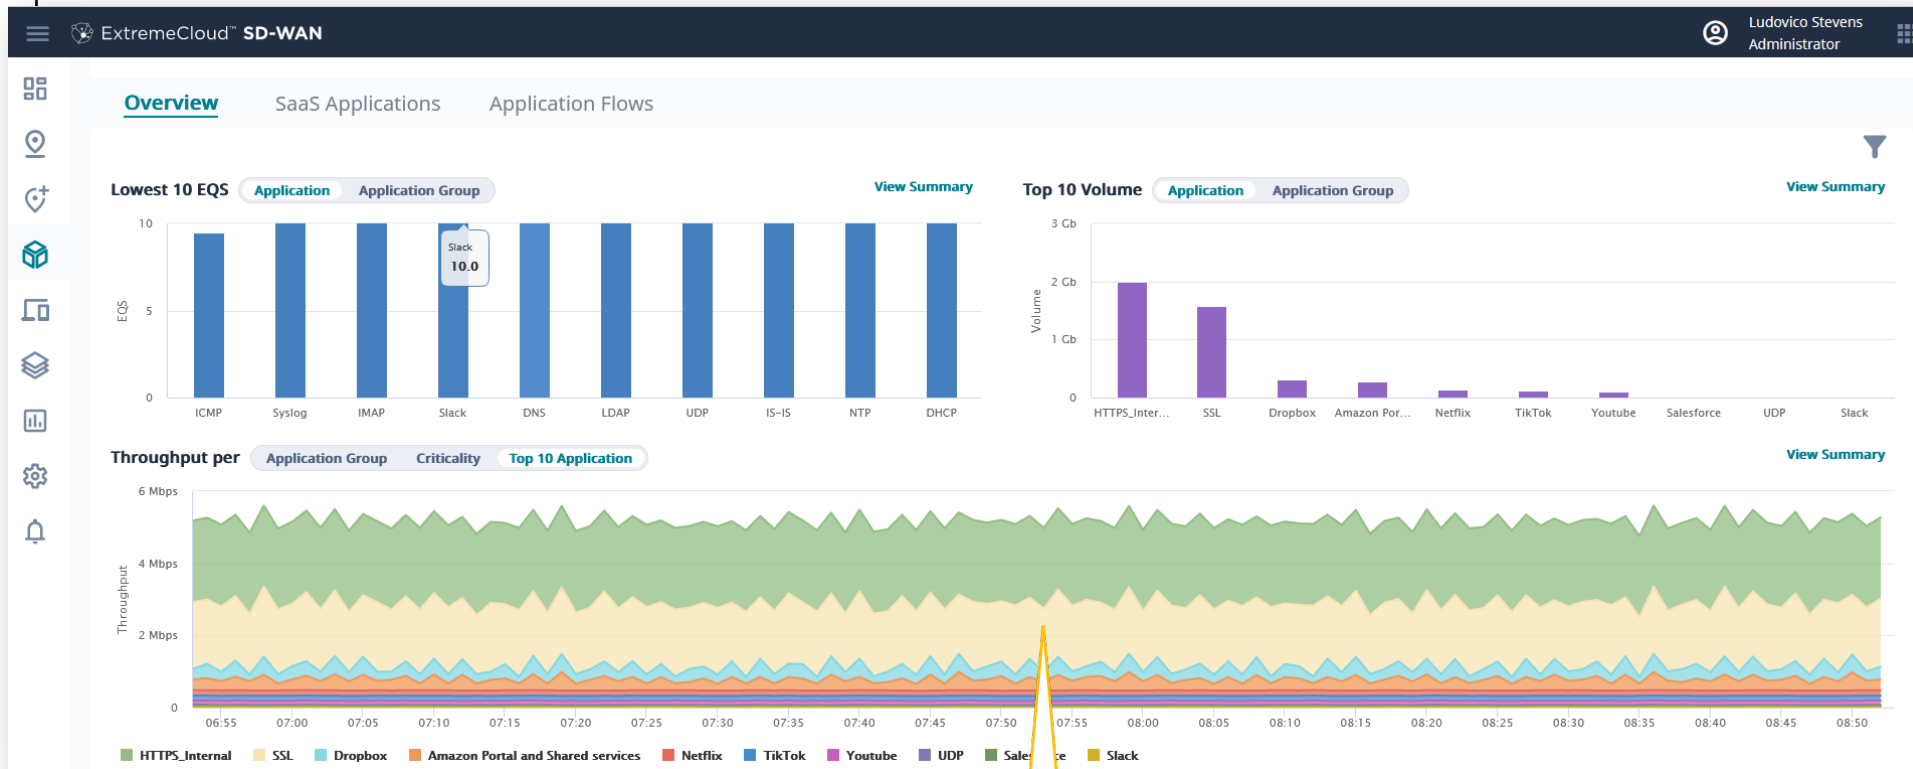 ExtremeCloud™ SD-WAN
Ludovico Stevens
Administrator
Overview SaaS Applications Application Flows
Lowest 10 EQS Application Application Group View Summary
10
5
0
EQS
Slack
10.0
ICMP Syslog IMAP Slack DNS LDAP UDP IS-IS NTP DHCP
Top 10 Volume Application Application Group View Summary
3 Gb
2 Gb
1 Gb
0
Volume
HTTPS_Inter... SSL Dropbox Amazon Por... Netflix TikTok Youtube Salesforce UDP Slack
Throughput per Application Group Criticality Top 10 Application View Summary
6 Mbps
4 Mbps
2 Mbps
0
Throughput
06:55 07:00 07:05 07:10 07:15 07:20 07:25 07:30 07:35 07:40 07:45 07:50 07:55 08:00 08:05 08:10 08:15 08:20 08:25 08:30 08:35 08:40 08:45 08:50
HTTPS_Internal SSL Dropbox Amazon Portal and Shared services Netflix TikTok Youtube UDP Slack